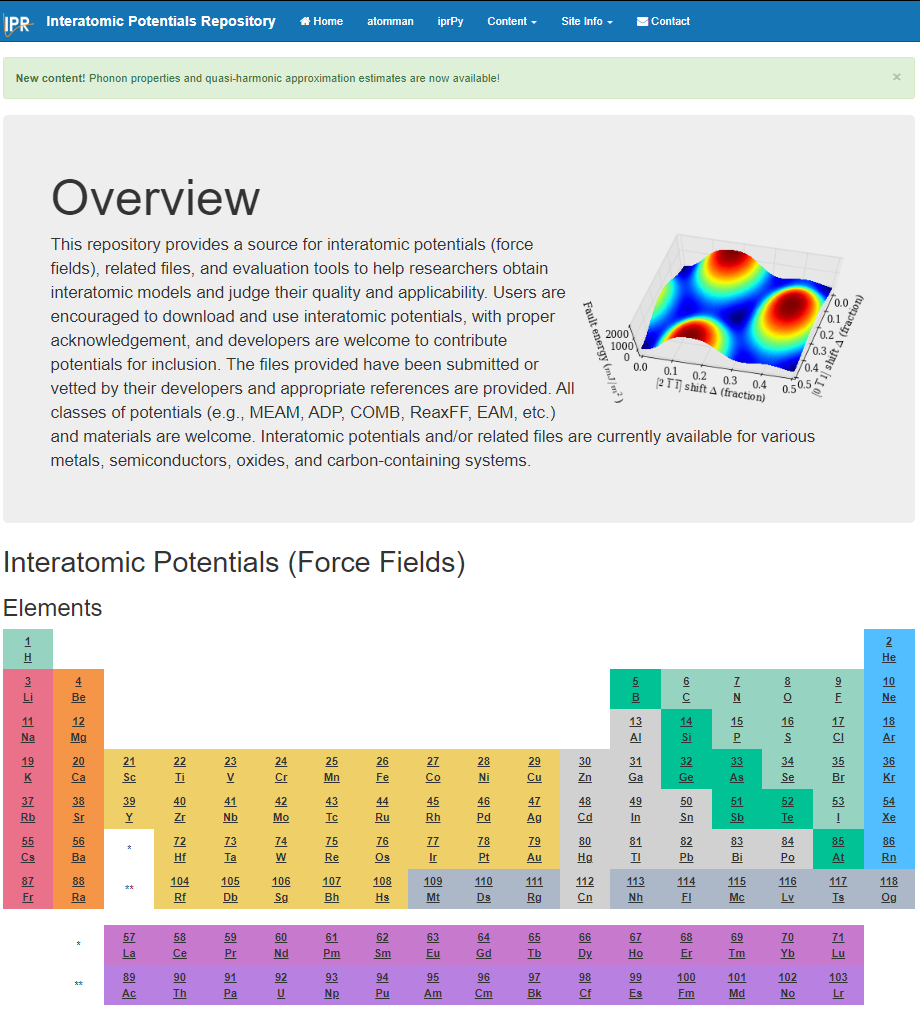 IPR Interatomic Potentials Repository Home atomman iprPy Content Site Info Contact
New content! Phonon properties and quasi-harmonic approximation estimates are now available! ×
Overview
This repository provides a source for interatomic potentials (force
fields), related files, and evaluation tools to help researchers obtain
interatomic models and judge their quality and applicability. Users are
encouraged to download and use interatomic potentials, with proper
acknowledgement, and developers are welcome to contribute
potentials for inclusion. The files provided have been submitted or
vetted by their developers and appropriate references are provided. All
classes of potentials (e.g., MEAM, ADP, COMB, ReaxFF, EAM, etc.)
and materials are welcome. Interatomic potentials and/or related files are currently available for various
metals, semiconductors, oxides, and carbon-containing systems.
Fault energy (mJ/m²)
2000
1000
0
0.0 0.1 0.2 0.3 0.4 0.5
[2 1̅ 1̅] shift Δ (fraction)
0.0
0.1
0.2
0.3
0.4
0.5
[0 1̅ 1] shift Δ (fraction)
Interatomic Potentials (Force Fields)
Elements
1 2
H He
3 4 5 6 7 8 9 10
Li Be B C N O F Ne
11 12 13 14 15 16 17 18
Na Mg Al Si P S Cl Ar
19 20 21 22 23 24 25 26 27 28 29 30 31 32 33 34 35 36
K Ca Sc Ti V Cr Mn Fe Co Ni Cu Zn Ga Ge As Se Br Kr
37 38 39 40 41 42 43 44 45 46 47 48 49 50 51 52 53 54
Rb Sr Y Zr Nb Mo Tc Ru Rh Pd Ag Cd In Sn Sb Te I Xe
55 56 * 72 73 74 75 76 77 78 79 80 81 82 83 84 85 86
Cs Ba Hf Ta W Re Os Ir Pt Au Hg Tl Pb Bi Po At Rn
87 88 ** 104 105 106 107 108 109 110 111 112 113 114 115 116 117 118
Fr Ra Rf Db Sg Bh Hs Mt Ds Rg Cn Nh Fl Mc Lv Ts Og
* 57 58 59 60 61 62 63 64 65 66 67 68 69 70 71
La Ce Pr Nd Pm Sm Eu Gd Tb Dy Ho Er Tm Yb Lu
** 89 90 91 92 93 94 95 96 97 98 99 100 101 102 103
Ac Th Pa U Np Pu Am Cm Bk Cf Es Fm Md No Lr